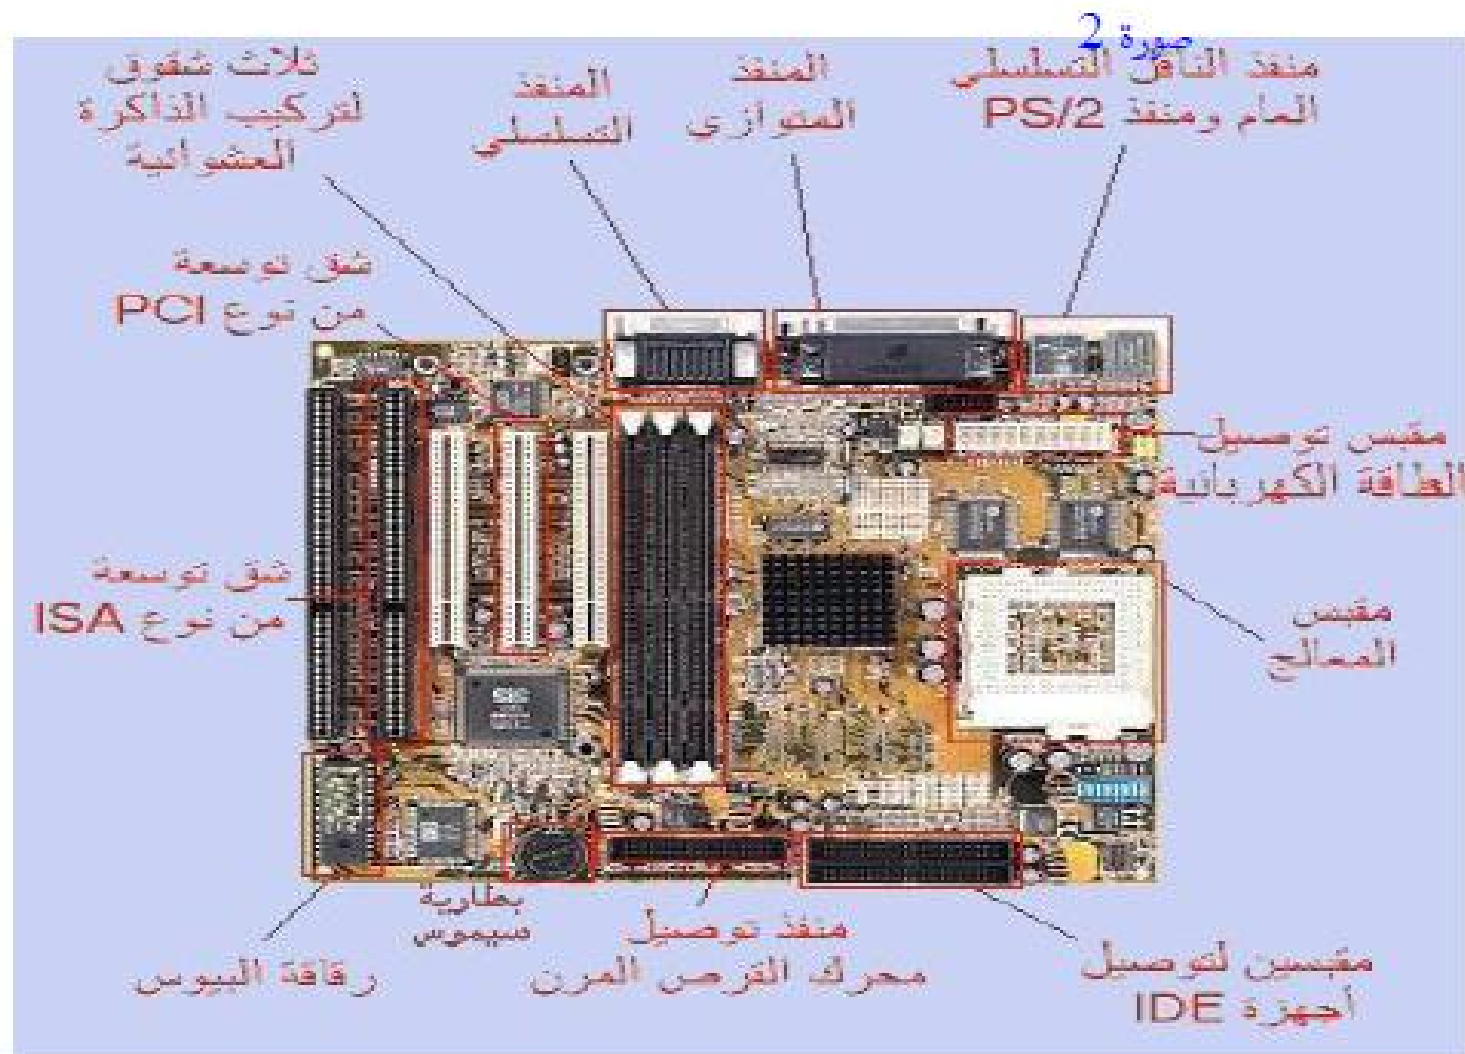 صورة 2
منفذ الناقل التسلسلي
العام ومنفذ PS/2
المنفذ
المتوازي
المنفذ
التسلسلي
ثلاث شقوق
لتركيب الذاكرة
العشوائية
شق توسعة
من نوع PCI
مقبس توصيل
الطاقة الكهربائية
شق توسعة
من نوع ISA
مقبس
المعالج
بطارية
سيموس
منفذ توصيل
محرك القرص المرن
رقاقة البيوس
مقبسين لتوصيل
أجهزة IDE